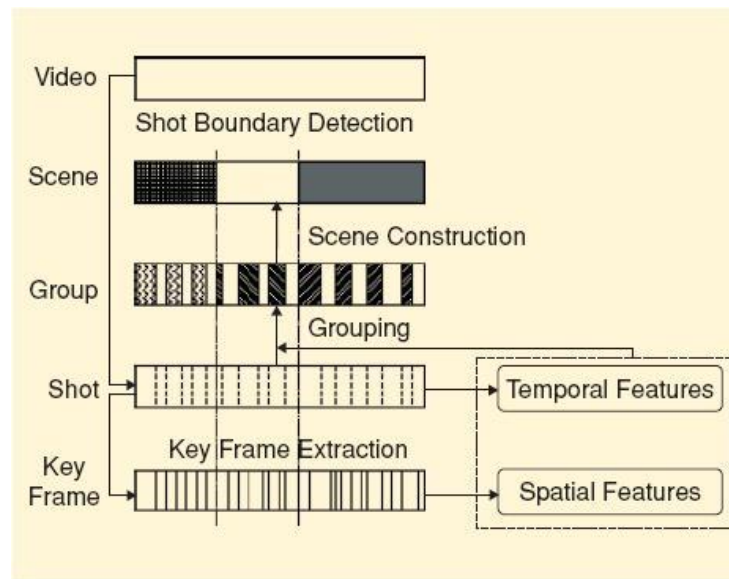 Video
Shot Boundary Detection
Scene
Scene Construction
Group
Grouping
Shot
Temporal Features
Key Frame Extraction
Key
Frame
Spatial Features